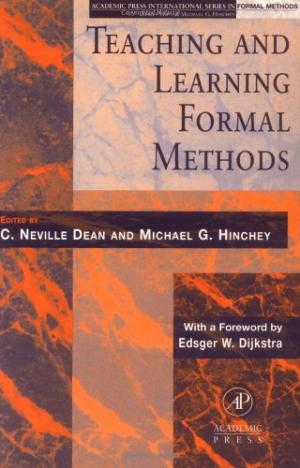 ACADEMIC PRESS INTERNATIONAL SERIES IN FORMAL METHODS
TEACHING AND
LEARNING
FORMAL
METHODS
EDITED BY
C. NEVILLE DEAN AND MICHAEL G. HINCHEY
With a Foreword by
Edsger W. Dijkstra
AP
ACADEMIC
PRESS